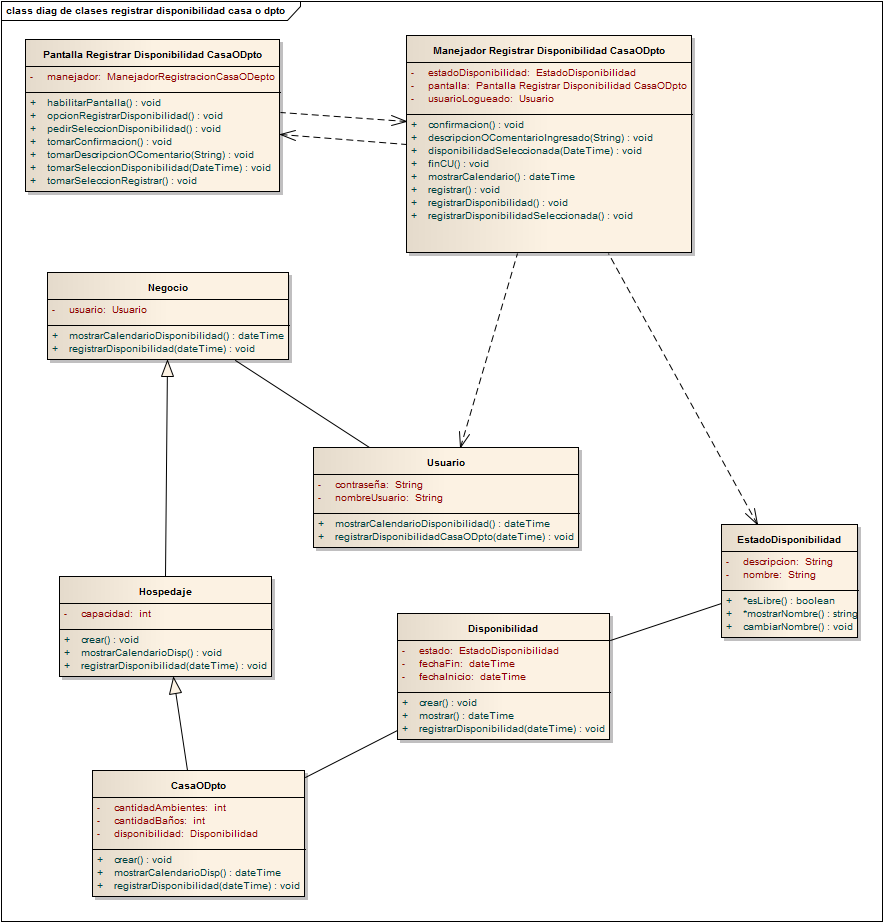 class diag de clases registrar disponibilidad casa o dpto
Pantalla Registrar Disponibilidad CasaODpto
- manejador: ManejadorRegistracionCasaODepto
+ habilitarPantalla() : void
+ opcionRegistrarDisponibilidad() : void
+ pedirSeleccionDisponibilidad() : void
+ tomarConfirmacion() : void
+ tomarDescripcionOComentario(String) : void
+ tomarSeleccionDisponibilidad(DateTime) : void
+ tomarSeleccionRegistrar() : void
Manejador Registrar Disponibilidad CasaODpto
- estadoDisponibilidad: EstadoDisponibilidad
- pantalla: Pantalla Registrar Disponibilidad CasaODpto
- usuarioLogueado: Usuario
+ confirmacion() : void
+ descripcionOComentarioIngresado(String) : void
+ disponibilidadSeleccionada(DateTime) : void
+ finCU() : void
+ mostrarCalendario() : dateTime
+ registrar() : void
+ registrarDisponibilidad() : void
+ registrarDisponibilidadSeleccionada() : void
Negocio
- usuario: Usuario
+ mostrarCalendarioDisponibilidad() : dateTime
+ registrarDisponibilidad(dateTime) : void
Usuario
- contraseña: String
- nombreUsuario: String
+ mostrarCalendarioDisponibilidad() : dateTime
+ registrarDisponibilidadCasaODpto(dateTime) : void
EstadoDisponibilidad
- descripcion: String
- nombre: String
+ *esLibre() : boolean
+ *mostrarNombre() : string
+ cambiarNombre() : void
Hospedaje
- capacidad: int
+ crear() : void
+ mostrarCalendarioDisp() : void
+ registrarDisponibilidad(dateTime) : void
Disponibilidad
- estado: EstadoDisponibilidad
- fechaFin: dateTime
- fechaInicio: dateTime
+ crear() : void
+ mostrar() : dateTime
+ registrarDisponibilidad(dateTime) : void
CasaODpto
- cantidadAmbientes: int
- cantidadBaños: int
- disponibilidad: Disponibilidad
+ crear() : void
+ mostrarCalendarioDisp() : dateTime
+ registrarDisponibilidad(dateTime) : void